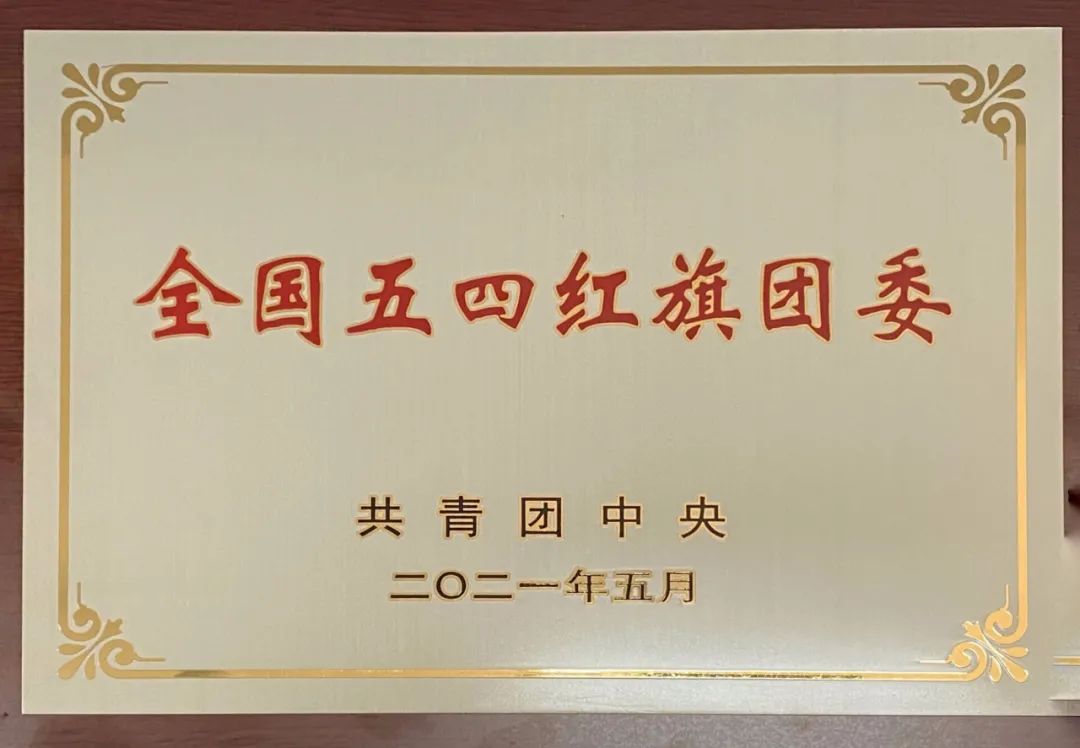 全国五四红旗团委
共青团中央
二〇二一年五月